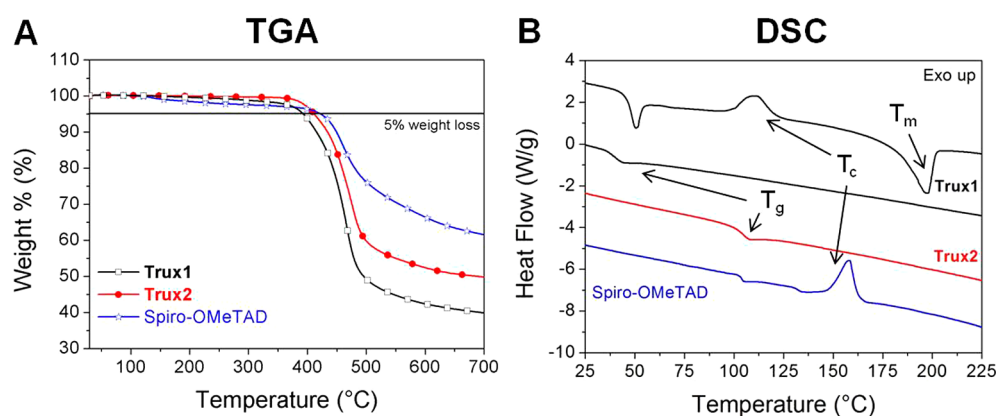 A
TGA
Weight % (%)
100
90
80
70
60
50
40
30
5% weight loss
Trux1
Trux2
Spiro-OMeTAD
100
200
300
400
500
600
700
Temperature (°C)
B
DSC
Heat Flow (W/g)
4
2
0
-2
-4
-6
-8
-10
Exo up
Tm
Tc
Trux1
Tg
Trux2
Spiro-OMeTAD
25
50
75
100
125
150
175
200
225
Temperature (°C)